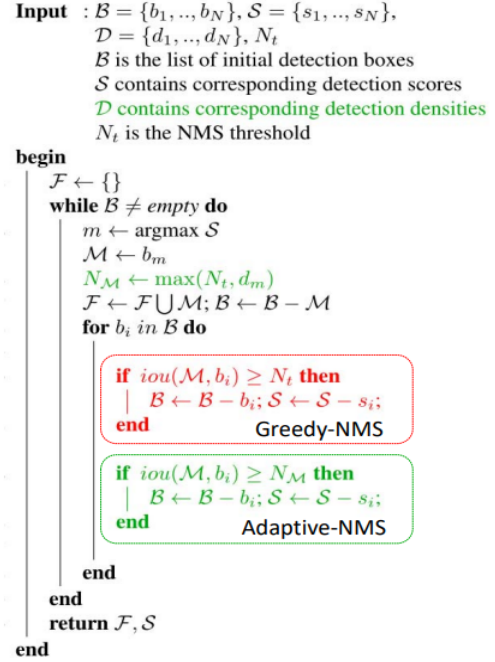 Input : ℬ = {b₁, .., b_N}, 𝒮 = {s₁, .., s_N},
𝒟 = {d₁, .., d_N}, N_t
ℬ is the list of initial detection boxes
𝒮 contains corresponding detection scores
𝒟 contains corresponding detection densities
N_t is the NMS threshold
begin
ℱ ← {}
while ℬ ≠ empty do
m ← argmax 𝒮
ℳ ← b_m
N_ℳ ← max(N_t, d_m)
ℱ ← ℱ ⋃ ℳ; ℬ ← ℬ − ℳ
for b_i in ℬ do
if iou(ℳ, b_i) ≥ N_t then
ℬ ← ℬ − b_i; 𝒮 ← 𝒮 − s_i;
end
Greedy-NMS
if iou(ℳ, b_i) ≥ N_ℳ then
ℬ ← ℬ − b_i; 𝒮 ← 𝒮 − s_i;
end
Adaptive-NMS
end
end
return ℱ, 𝒮
end